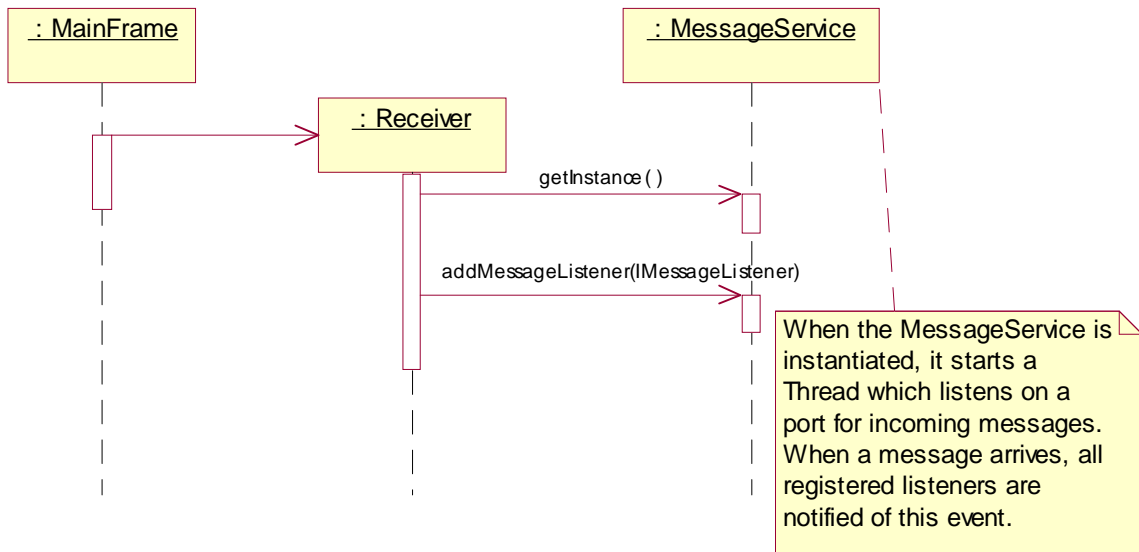 : MainFrame
: MessageService
: Receiver
getInstance( )
addMessageListener(IMessageListener)
When the MessageService is
instantiated, it starts a
Thread which listens on a
port for incoming messages.
When a message arrives, all
registered listeners are
notified of this event.